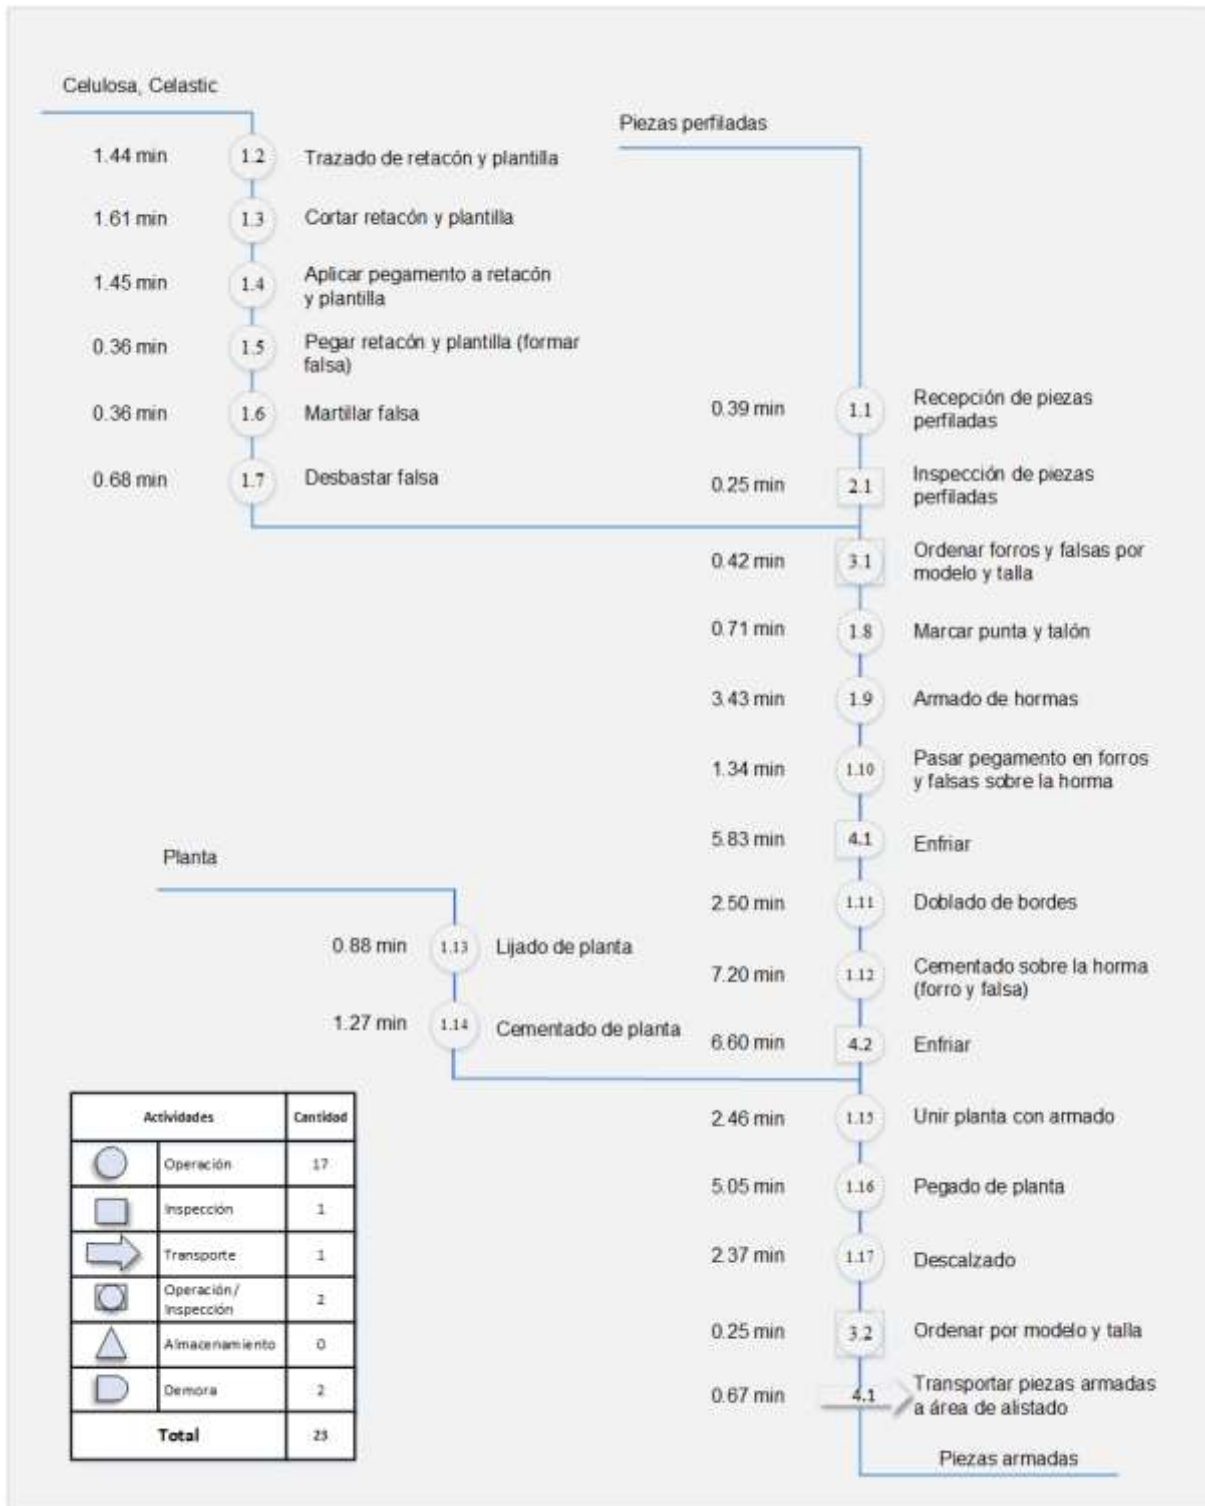 Celulosa, Celastic
1.44 min
1.2
Trazado de retacón y plantilla
1.61 min
1.3
Cortar retacón y plantilla
1.45 min
1.4
Aplicar pegamento a retacón
y plantilla
0.36 min
1.5
Pegar retacón y plantilla (formar
falsa)
0.36 min
1.6
Martillar falsa
0.68 min
1.7
Desbastar falsa
Piezas perfiladas
0.39 min
1.1
Recepción de piezas
perfiladas
0.25 min
2.1
Inspección de piezas
perfiladas
0.42 min
3.1
Ordenar forros y falsas por
modelo y talla
0.71 min
1.8
Marcar punta y talón
3.43 min
1.9
Armado de hormas
1.34 min
1.10
Pasar pegamento en forros
y falsas sobre la horma
5.83 min
4.1
Enfriar
2.50 min
1.11
Doblado de bordes
7.20 min
1.12
Cementado sobre la horma
(forro y falsa)
6.60 min
4.2
Enfriar
Planta
0.88 min
1.13
Lijado de planta
1.27 min
1.14
Cementado de planta
2.46 min
1.15
Unir planta con armado
5.05 min
1.16
Pegado de planta
2.37 min
1.17
Descalzado
0.25 min
3.2
Ordenar por modelo y talla
0.67 min
4.1
Transportar piezas armadas
a área de alistado
Piezas armadas
Actividades Cantidad
Operación 17
Inspección 1
Transporte 1
Operación/
Inspección 2
Almacenamiento 0
Demora 2
Total 23